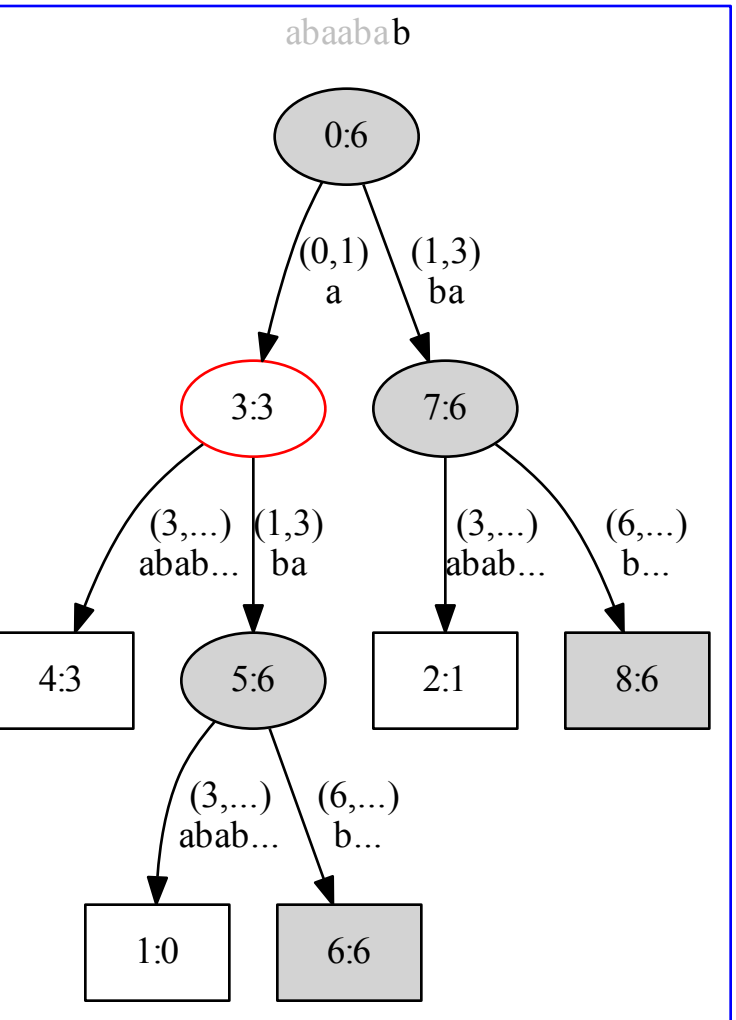 abaabab
0:6
(0,1) (1,3)
a ba
3:3 7:6
(3,...) (1,3) (3,...) (6,...)
abab... ba abab... b...
4:3 5:6 2:1 8:6
(3,...) (6,...)
abab... b...
1:0 6:6